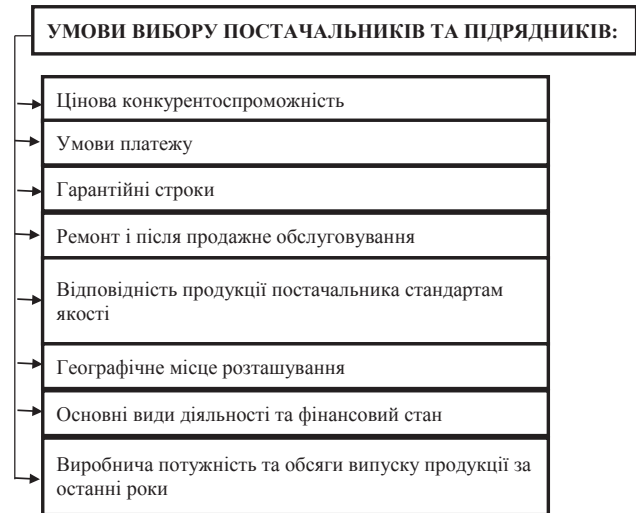 УМОВИ ВИБОРУ ПОСТАЧАЛЬНИКІВ ТА ПІДРЯДНИКІВ:
Цінова конкурентоспроможність
Умови платежу
Гарантійні строки
Ремонт і після продажне обслуговування
Відповідність продукції постачальника стандартам
якості
Географічне місце розташування
Основні види діяльності та фінансовий стан
Виробнича потужність та обсяги випуску продукції за
останні роки